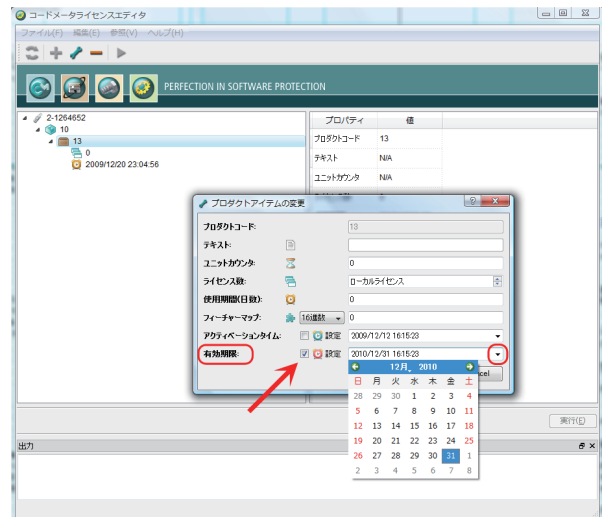 コードメータライセンスエディタ
ファイル(F) 編集(E) 参照(V) ヘルプ(H)
PERFECTION IN SOFTWARE PROTECTION
2-1264652
10
13
0
2009/12/20 23:04:56
プロパティ 値
プロダクトコード 13
テキスト N/A
ユニットカウンタ N/A
プロダクトアイテムの変更
プロダクトコード: 13
テキスト:
ユニットカウンタ: 0
ライセンス数: ローカルライセンス
使用期間(日数): 0
フィーチャーマップ: 16進数 0
アクティベーションタイム: 設定 2009/12/12 16:15:23
有効期限: 設定 2010/12/31 16:15:23
12月, 2010
日 月 火 水 木 金 土
28 29 30 1 2 3 4
5 6 7 8 9 10 11
12 13 14 15 16 17 18
19 20 21 22 23 24 25
26 27 28 29 30 31 1
2 3 4 5 6 7 8
実行(E)
出力